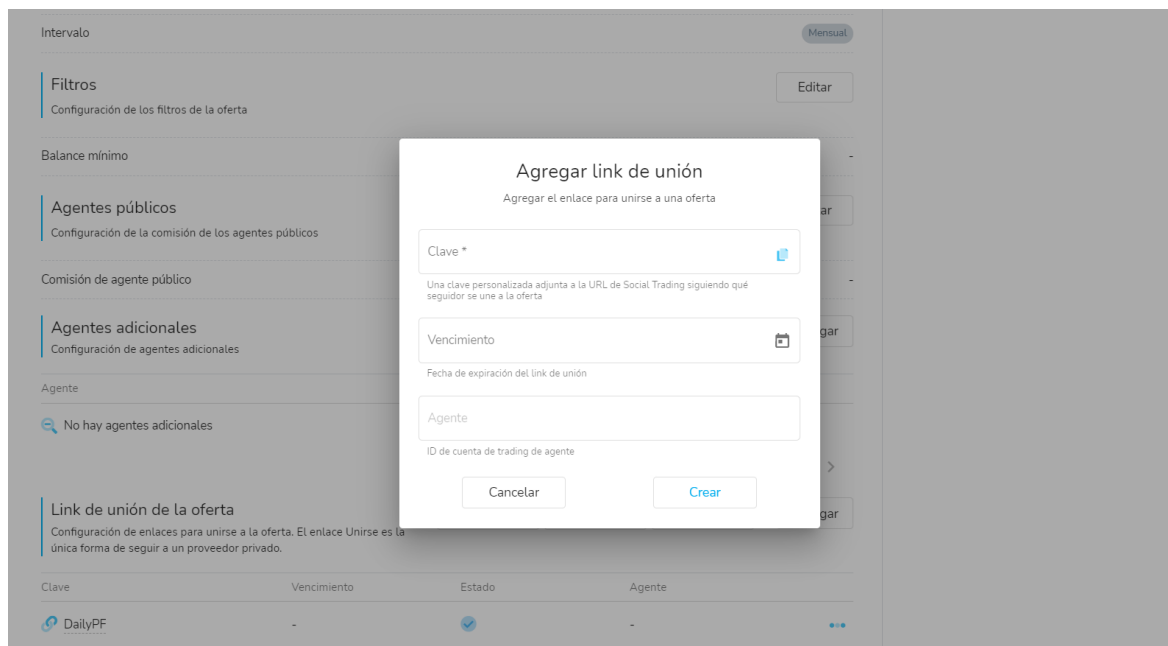 Intervalo
Mensual
Filtros
Editar
Configuración de los filtros de la oferta
Balance mínimo
-
Agentes públicos
ar
Configuración de la comisión de los agentes públicos
Comisión de agente público
-
Agentes adicionales
gar
Configuración de agentes adicionales
Agente
No hay agentes adicionales
Link de unión de la oferta
gar
Configuración de enlaces para unirse a la oferta. El enlace Unirse es la
única forma de seguir a un proveedor privado.
Clave
Vencimiento
Estado
Agente
DailyPF
-
-
Agregar link de unión
Agregar el enlace para unirse a una oferta
Clave *
Una clave personalizada adjunta a la URL de Social Trading siguiendo qué
seguidor se une a la oferta
Vencimiento
Fecha de expiración del link de unión
Agente
ID de cuenta de trading de agente
Cancelar
Crear